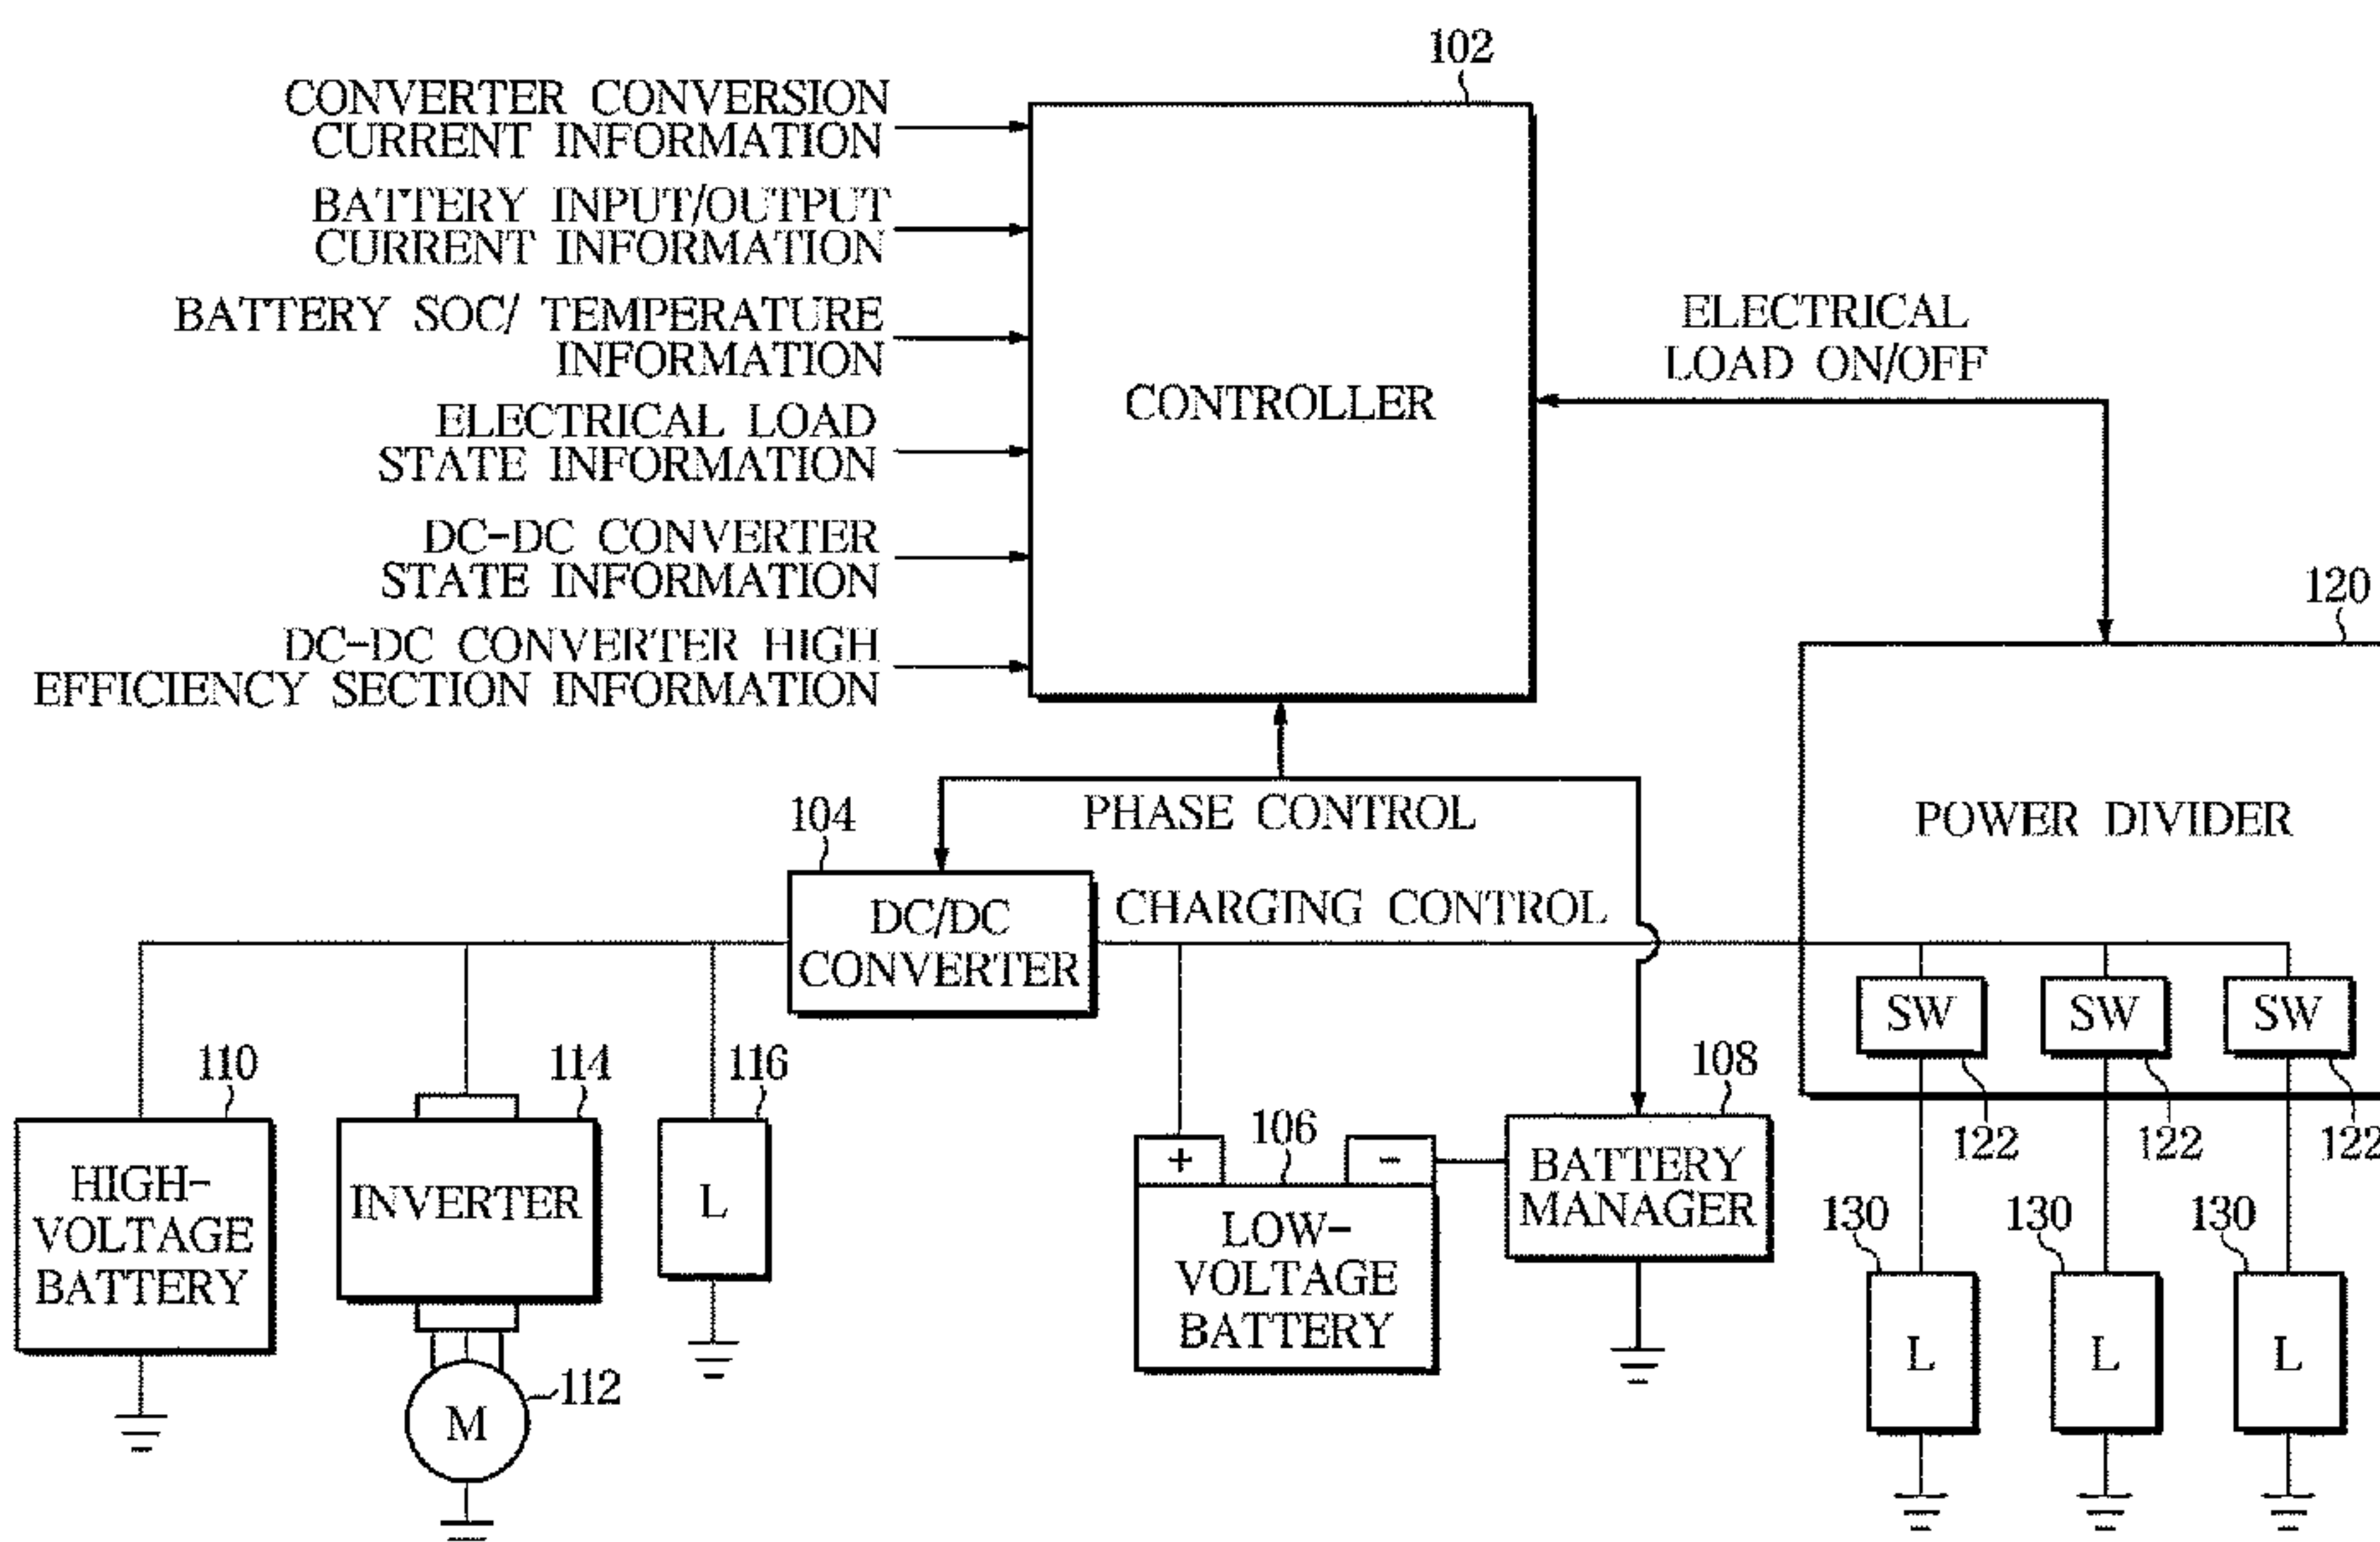 102
CONVERTER CONVERSION
CURRENT INFORMATION
BATTERY INPUT/OUTPUT
CURRENT INFORMATION
BATTERY SOC/ TEMPERATURE
INFORMATION
ELECTRICAL LOAD
STATE INFORMATION
DC-DC CONVERTER
STATE INFORMATION
DC-DC CONVERTER HIGH
EFFICIENCY SECTION INFORMATION
CONTROLLER
ELECTRICAL
LOAD ON/OFF
120
POWER DIVIDER
PHASE CONTROL
104
DC/DC
CONVERTER
CHARGING CONTROL
SW
SW
SW
122
122
122
110
HIGH-
VOLTAGE
BATTERY
114
INVERTER
116
L
112
M
106
+
-
LOW-
VOLTAGE
BATTERY
108
BATTERY
MANAGER
130
130
130
L
L
L